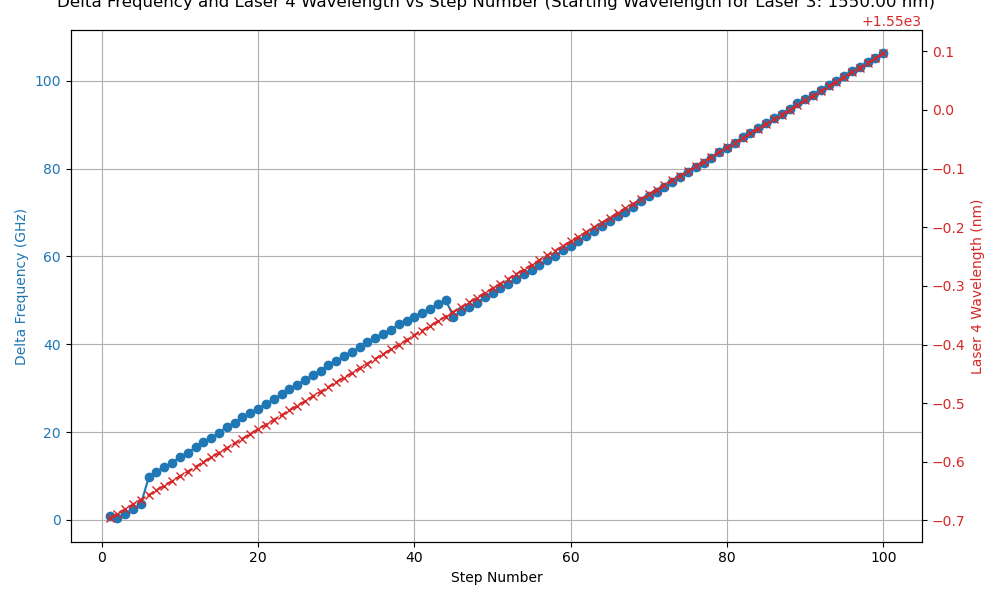 Delta Frequency and Laser 4 Wavelength vs Step Number (Starting Wavelength for Laser 3: 1550.00 nm)
+1.55e3
100
80
60
40
20
0
Delta Frequency (GHz)
0.1
0.0
−0.1
−0.2
−0.3
−0.4
−0.5
−0.6
−0.7
Laser 4 Wavelength (nm)
0 20 40 60 80 100
Step Number